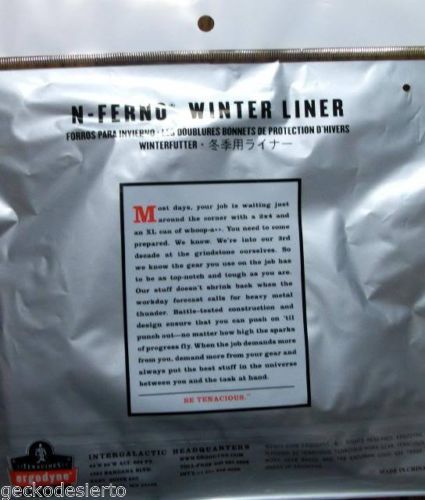 N-FERNO® WINTER LINER
FORROS PARA INVIERNO · LES DOUBLURES BONNETS DE PROTECTION D'HIVERS
WINTERFUTTER · 冬季用ライナー
Most days, your job is waiting just
around the corner with a 2x4 and
an XL can of whoop-a**. You need to come
prepared. We know. We're into our 3rd
decade at the grindstone ourselves. So
we know the gear you use on the job has
to be as top-notch and tough as you are.
Our stuff doesn't shrink back when the
workday forecast calls for heavy metal
thunder. Battle-tested construction and
design ensure that you can push on 'til
punch out—no matter how high the sparks
of progress fly. When the job demands more
from you, demand more from your gear and
always put the best stuff in the universe
between you and the task at hand.
BE TENACIOUS.™
INTERGALACTIC HEADQUARTERS
TENACIOUS
ergodyne
MADE IN CHINA
geckodesierto